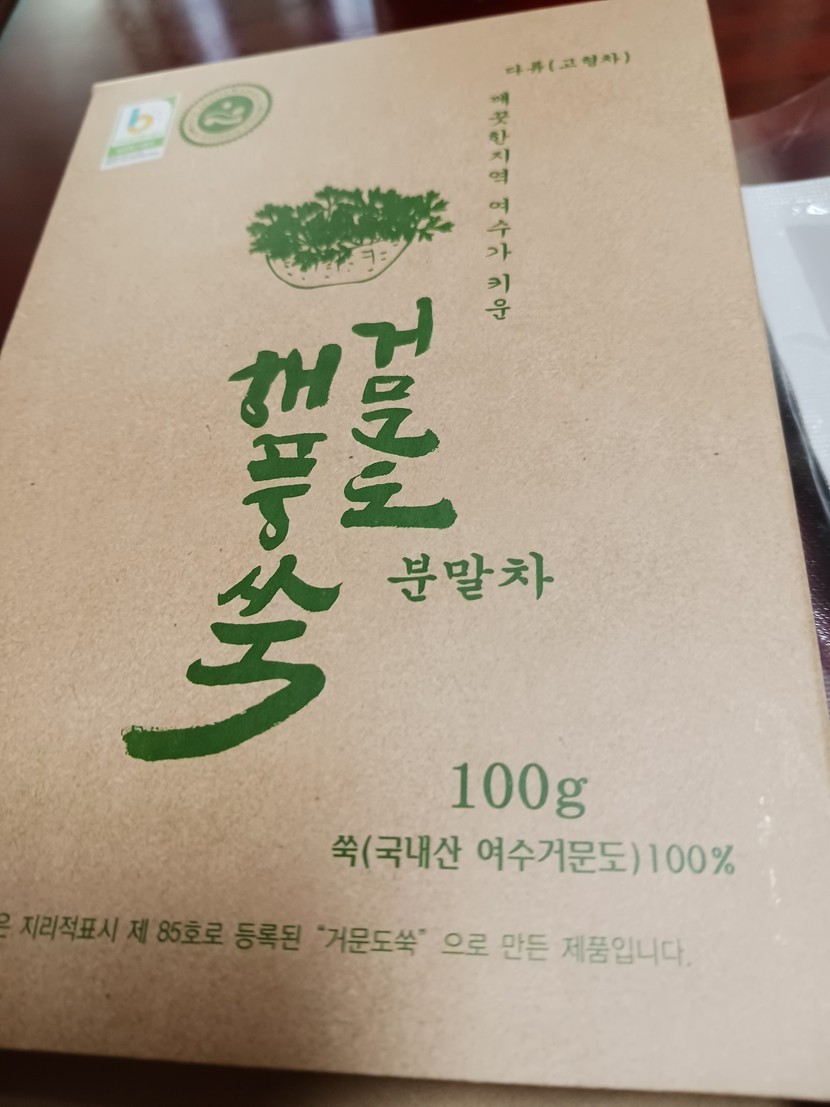 다류(고형차)
깨끗한지역 여수가 키운
거문도
해풍쑥
분말차
100g
쑥(국내산 여수거문도)100%
은 지리적표시 제 85호로 등록된 “거문도쑥” 으로 만든 제품입니다.